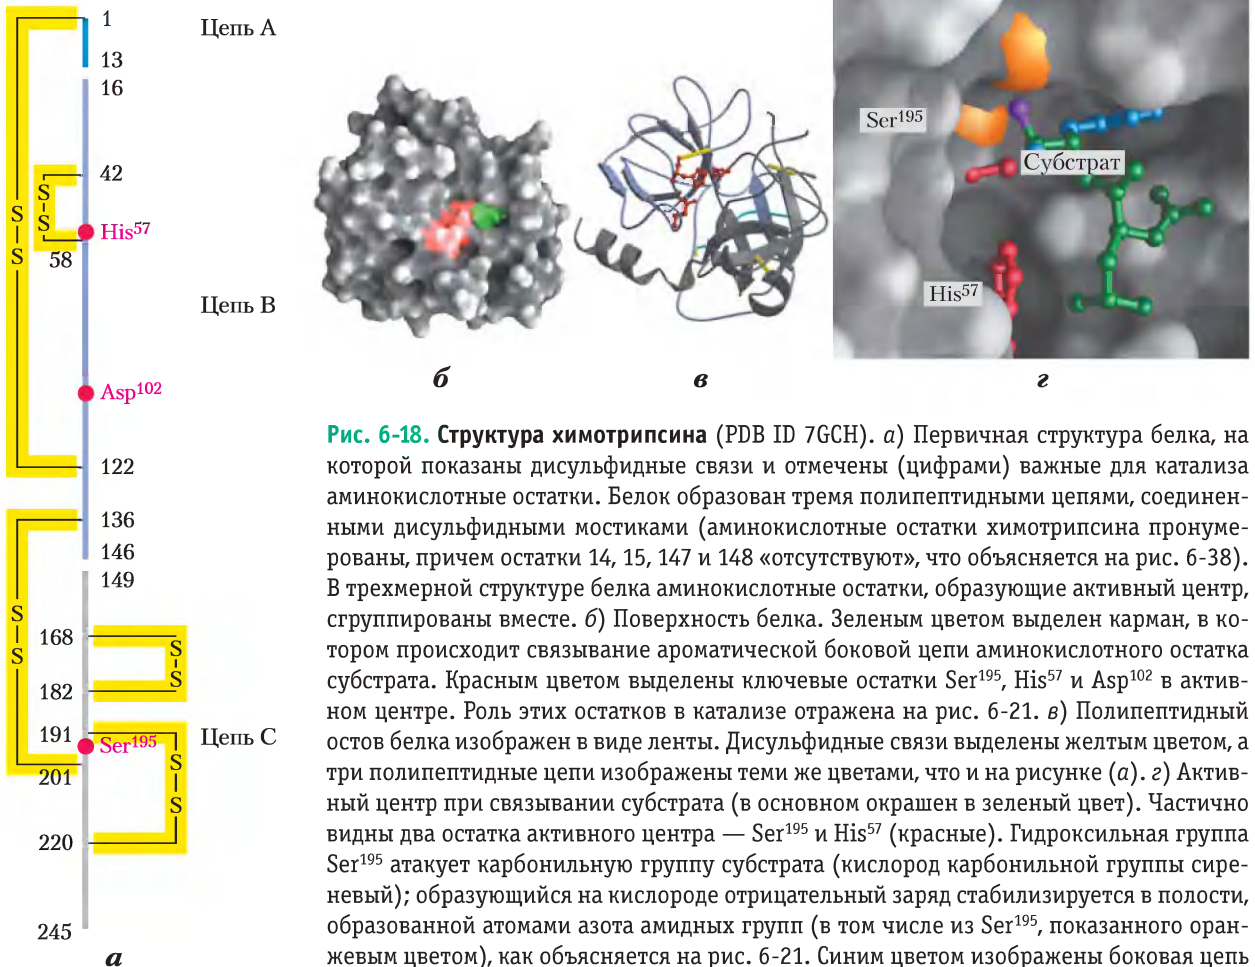 1
Цепь A
13
16
42
S
S
His57
58
S
S
Цепь B
Asp102
122
136
146
149
S
S
168
S
S
182
191
Ser195
Цепь C
201
S
S
220
245
а
б
в
Ser195
Субстрат
His57
г
Рис. 6-18. Структура химотрипсина (PDB ID 7GCH). а) Первичная структура белка, на
которой показаны дисульфидные связи и отмечены (цифрами) важные для катализа
аминокислотные остатки. Белок образован тремя полипептидными цепями, соединен-
ными дисульфидными мостиками (аминокислотные остатки химотрипсина пронуме-
рованы, причем остатки 14, 15, 147 и 148 «отсутствуют», что объясняется на рис. 6-38).
В трехмерной структуре белка аминокислотные остатки, образующие активный центр,
сгруппированы вместе. б) Поверхность белка. Зеленым цветом выделен карман, в ко-
тором происходит связывание ароматической боковой цепи аминокислотного остатка
субстрата. Красным цветом выделены ключевые остатки Ser195, His57 и Asp102 в актив-
ном центре. Роль этих остатков в катализе отражена на рис. 6-21. в) Полипептидный
остов белка изображен в виде ленты. Дисульфидные связи выделены желтым цветом, а
три полипептидные цепи изображены теми же цветами, что и на рисунке (а). г) Актив-
ный центр при связывании субстрата (в основном окрашен в зеленый цвет). Частично
видны два остатка активного центра — Ser195 и His57 (красные). Гидроксильная группа
Ser195 атакует карбонильную группу субстрата (кислород карбонильной группы сире-
невый); образующийся на кислороде отрицательный заряд стабилизируется в полости,
образованной атомами азота амидных групп (в том числе из Ser195, показанного оран-
жевым цветом), как объясняется на рис. 6-21. Синим цветом изображены боковая цепь